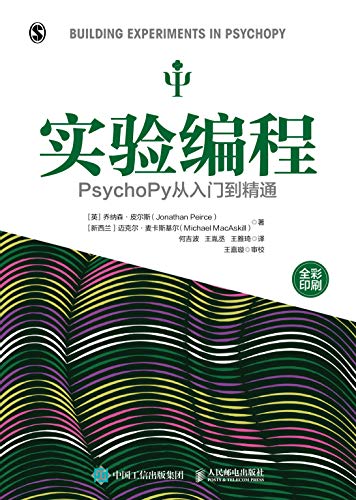 BUILDING EXPERIMENTS IN PSYCHOPY
实验编程
PsychoPy从入门到精通
[英] 乔纳森·皮尔斯 ( Jonathan Peirce )
[新西兰] 迈克尔·麦卡斯基尔 ( Michael MacAskill ) 著
何吉波 王胤丞 王雅琦 译
王嘉璇 审校
全彩
印刷
中国工信出版集团
人民邮电出版社
POSTS & TELECOM PRESS